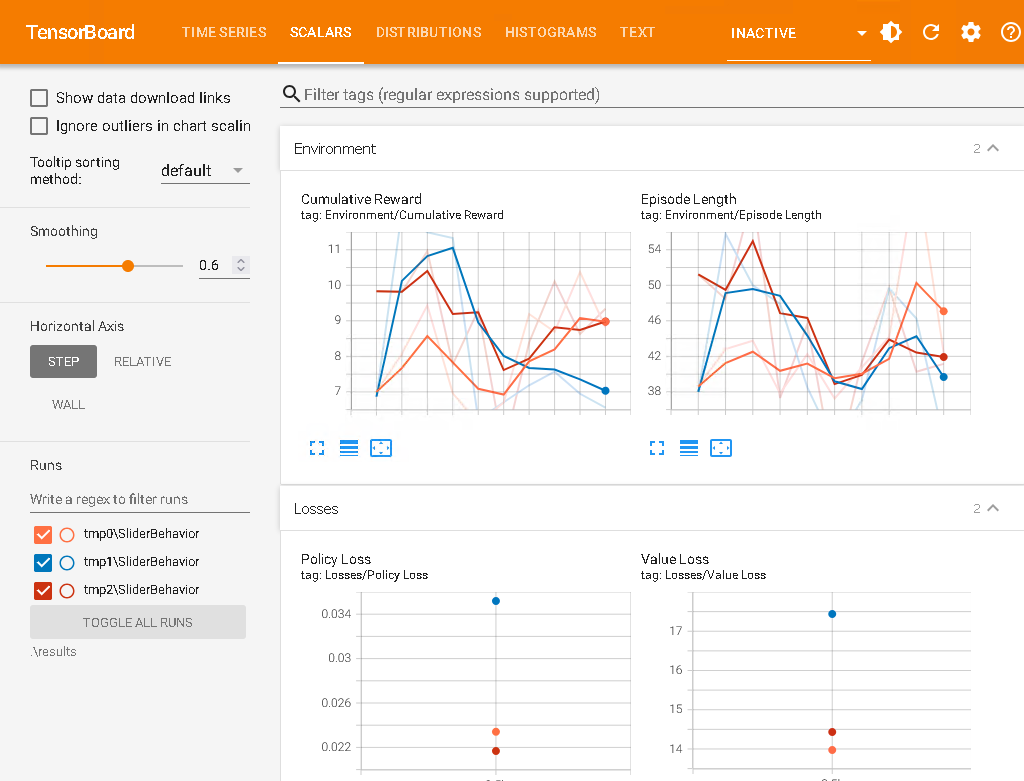 TensorBoard
TIME SERIES SCALARS DISTRIBUTIONS HISTOGRAMS TEXT INACTIVE
Show data download links
Ignore outliers in chart scalin
Tooltip sorting method: default
Smoothing
0.6
Horizontal Axis
STEP RELATIVE
WALL
Runs
Write a regex to filter runs
tmp0\SliderBehavior
tmp1\SliderBehavior
tmp2\SliderBehavior
TOGGLE ALL RUNS
.\results
Filter tags (regular expressions supported)
Environment 2
Cumulative Reward
tag: Environment/Cumulative Reward
11
10
9
8
7
Episode Length
tag: Environment/Episode Length
54
50
46
42
38
Losses 2
Policy Loss
tag: Losses/Policy Loss
0.034
0.03
0.026
0.022
Value Loss
tag: Losses/Value Loss
17
16
15
14